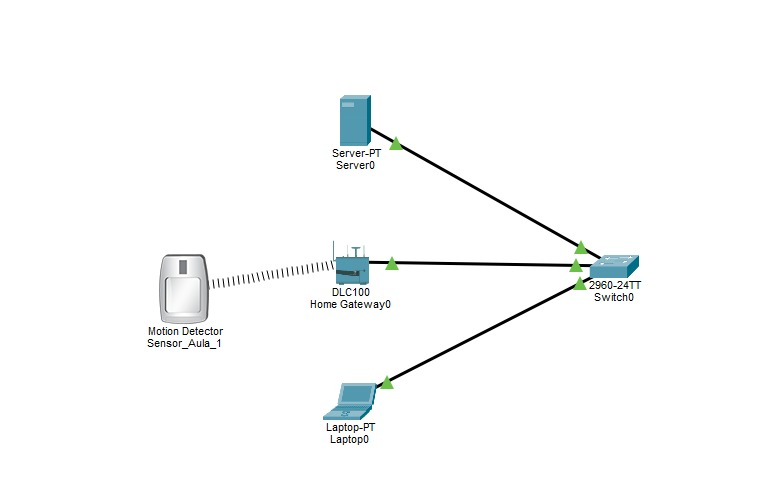 Server-PT
Server0
DLC100
Home Gateway0
2960-24TT
Switch0
Motion Detector
Sensor_Aula_1
Laptop-PT
Laptop0